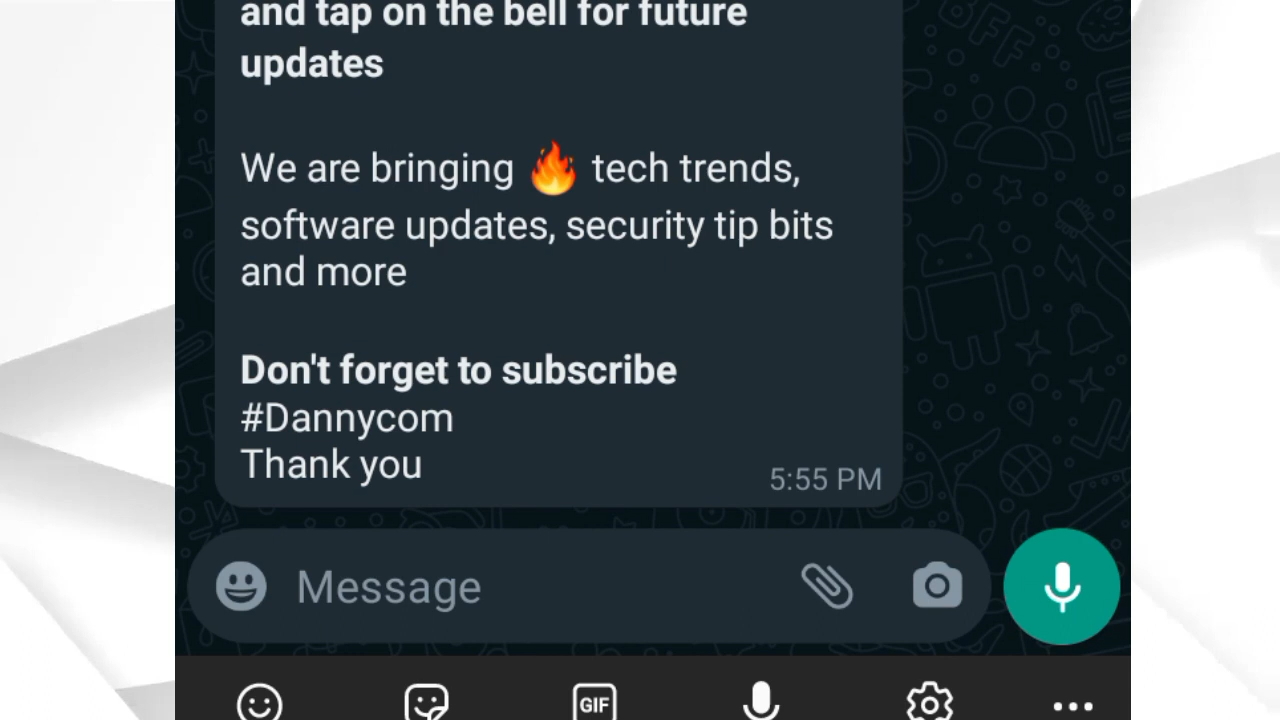 and tap on the bell for future
updates
We are bringing 🔥 tech trends,
software updates, security tip bits
and more
Don't forget to subscribe
#Dannycom
Thank you
5:55 PM
Message
GIF